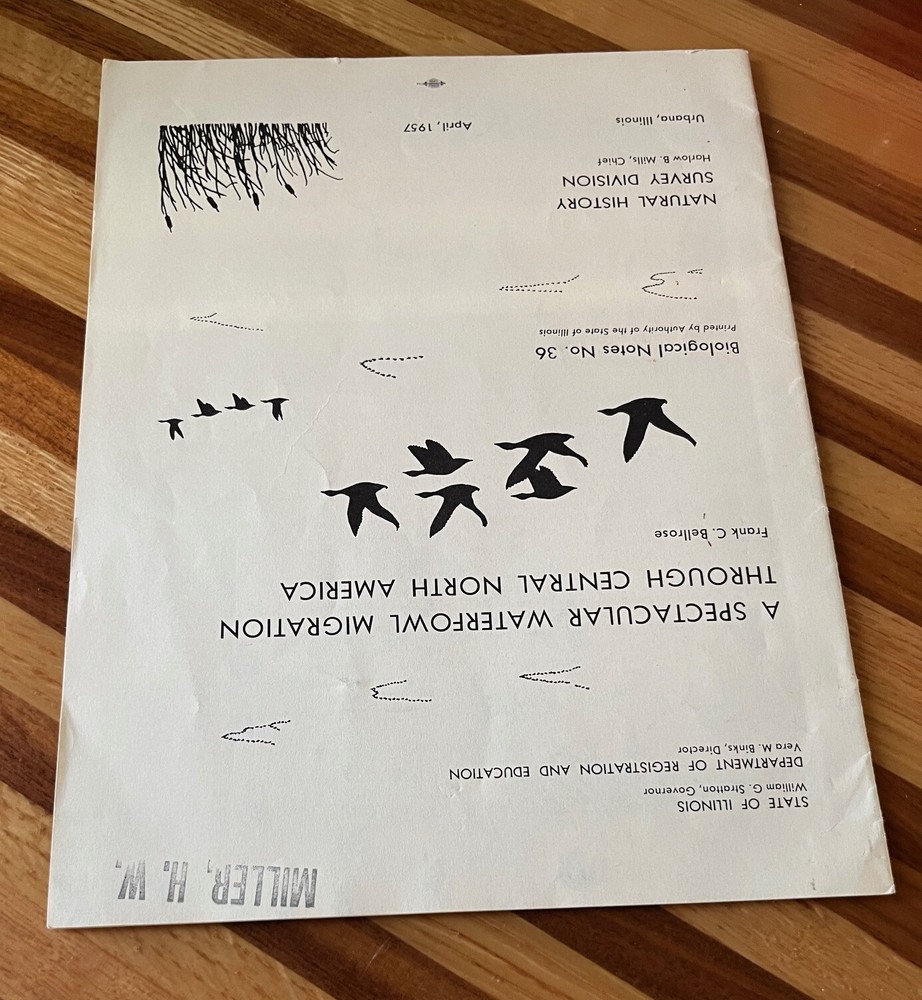 MILLER, H. W.
STATE OF ILLINOIS
William G. Stratton, Governor
DEPARTMENT OF REGISTRATION AND EDUCATION
Vera M. Binks, Director
A SPECTACULAR WATERFOWL MIGRATION
THROUGH CENTRAL NORTH AMERICA
Frank C. Bellrose
Biological Notes No. 36
Printed by Authority of the State of Illinois
NATURAL HISTORY
SURVEY DIVISION
Harlow B. Mills, Chief
Urbana, Illinois
April, 1957